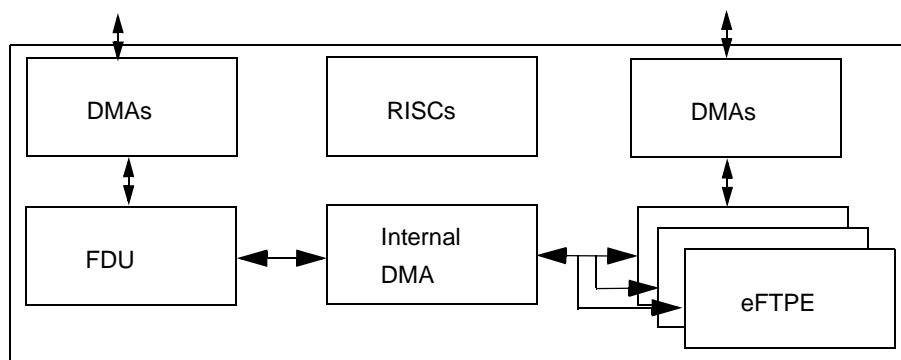 DMAs
RISCs
DMAs
FDU
Internal
DMA
eFTPE